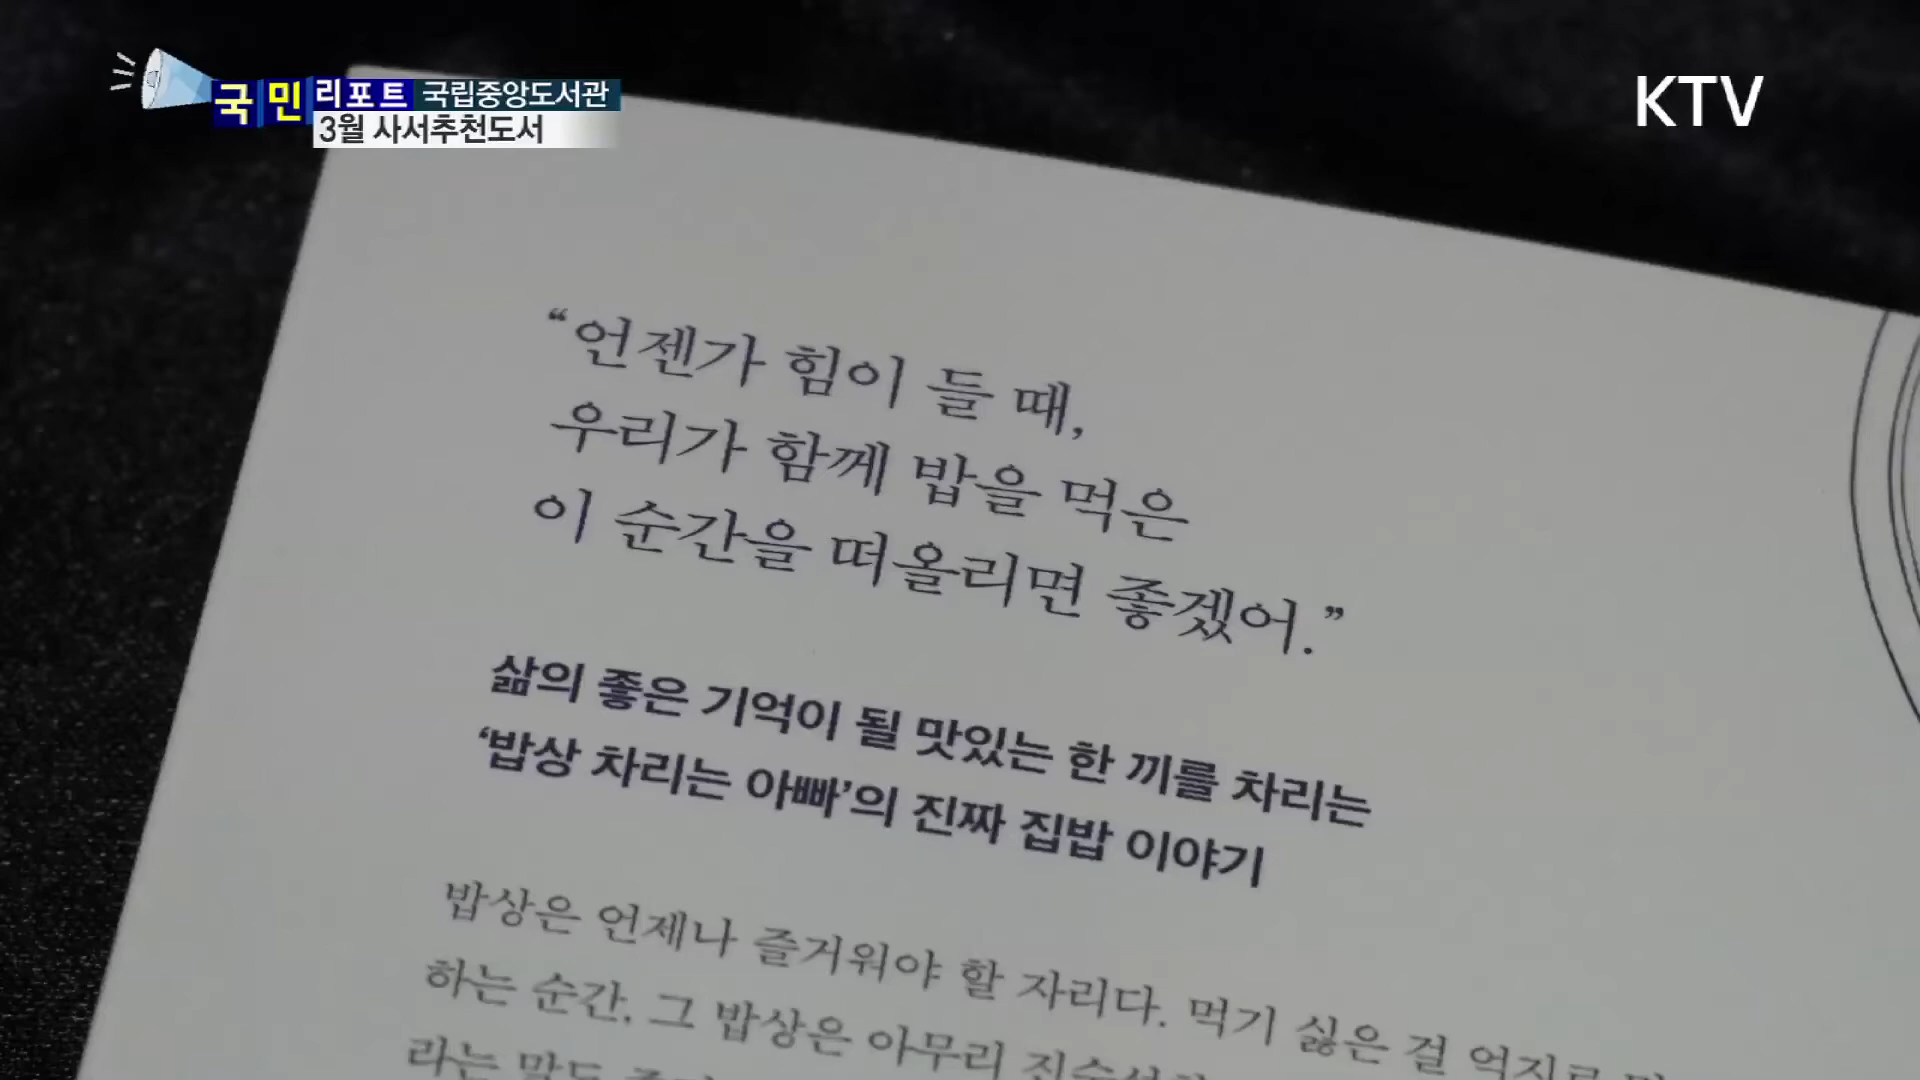 국민 리포트 국립중앙도서관
3월 사서추천도서
KTV
“언젠가 힘이 들 때,
우리가 함께 밥을 먹은
이 순간을 떠올리면 좋겠어.”
삶의 좋은 기억이 될 맛있는 한 끼를 차리는
‘밥상 차리는 아빠’의 진짜 집밥 이야기
밥상은 언제나 즐거워야 할 자리다. 먹기 싫은 걸 억지로
하는 순간, 그 밥상은 아무리
라는 말도